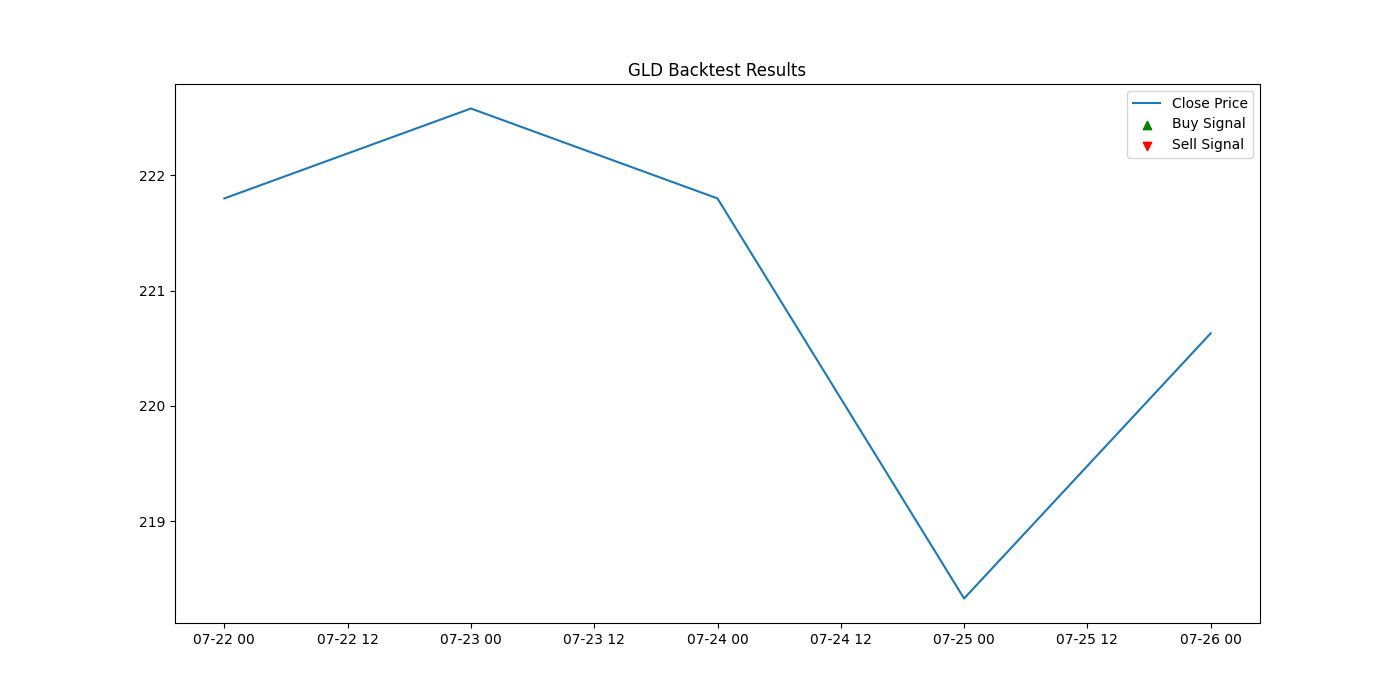 GLD Backtest Results
Close Price
Buy Signal
Sell Signal
222
221
220
219
07-22 00 07-22 12 07-23 00 07-23 12 07-24 00 07-24 12 07-25 00 07-25 12 07-26 00